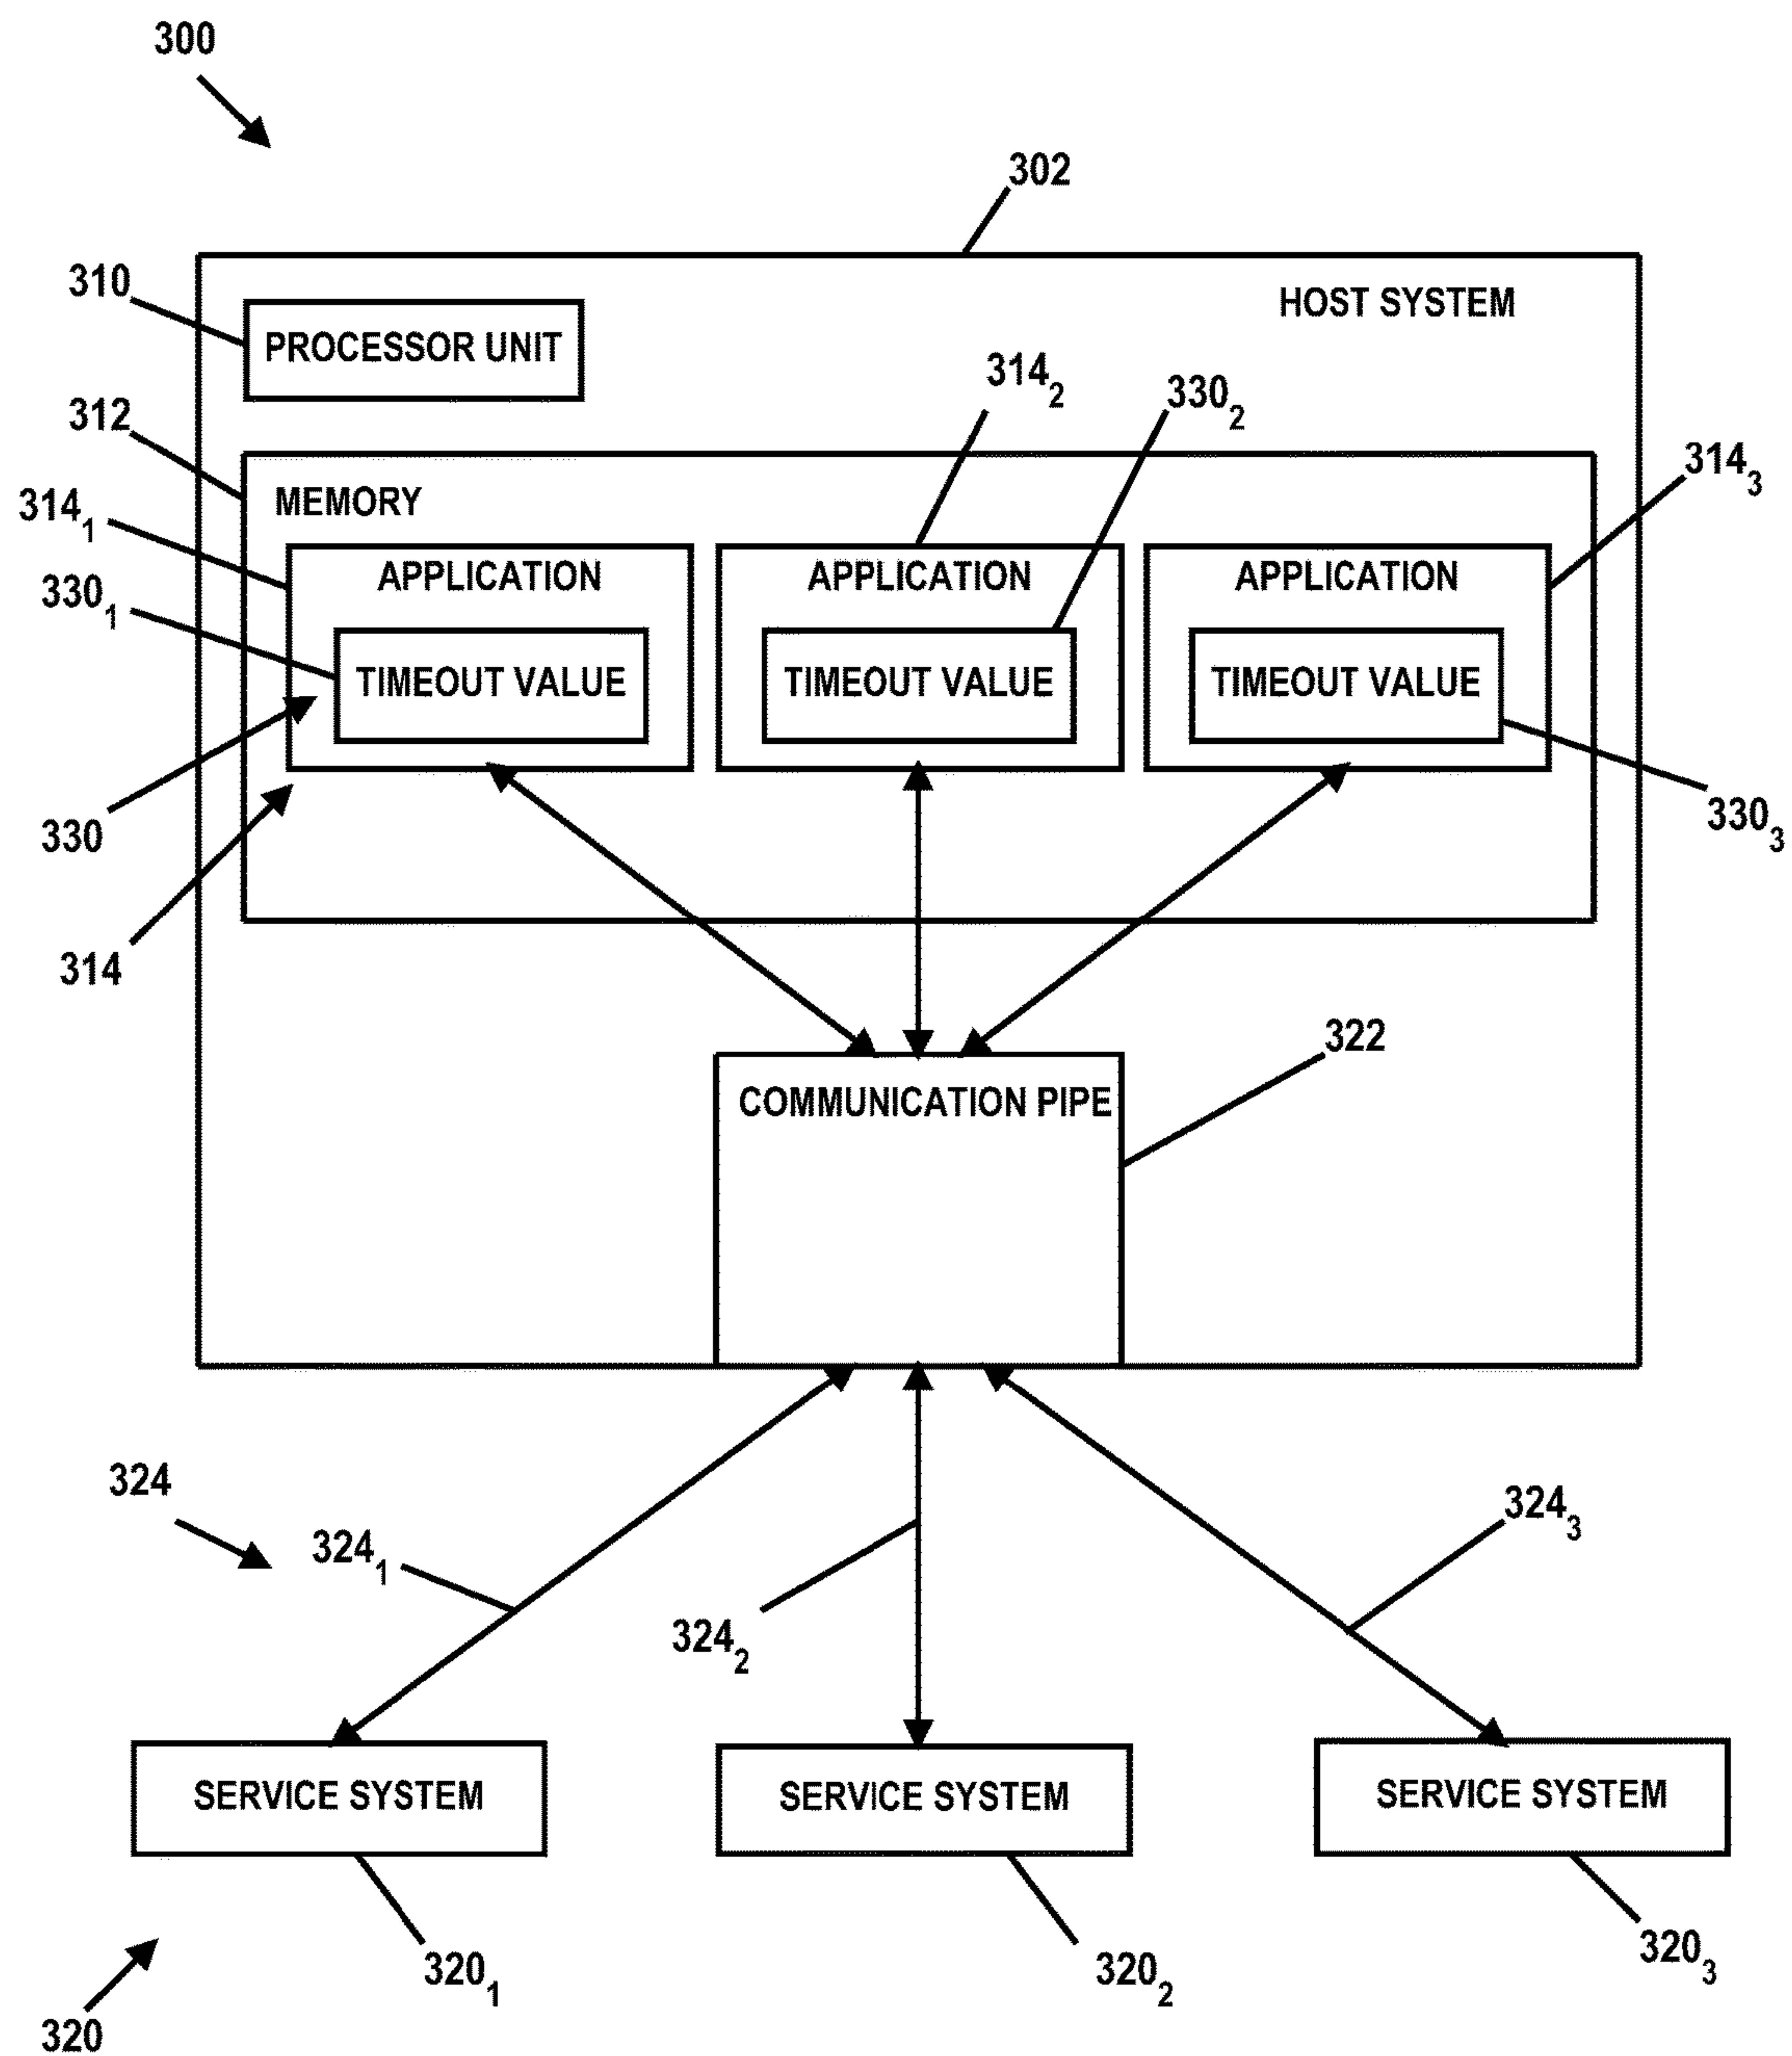 300
302
310
HOST SYSTEM
PROCESSOR UNIT
314₂
330₂
312
314₃
MEMORY
314₁
APPLICATION
APPLICATION
APPLICATION
330₁
TIMEOUT VALUE
TIMEOUT VALUE
TIMEOUT VALUE
330
330₃
314
322
COMMUNICATION PIPE
324
324₁
324₃
324₂
SERVICE SYSTEM
SERVICE SYSTEM
SERVICE SYSTEM
320₁
320₂
320₃
320